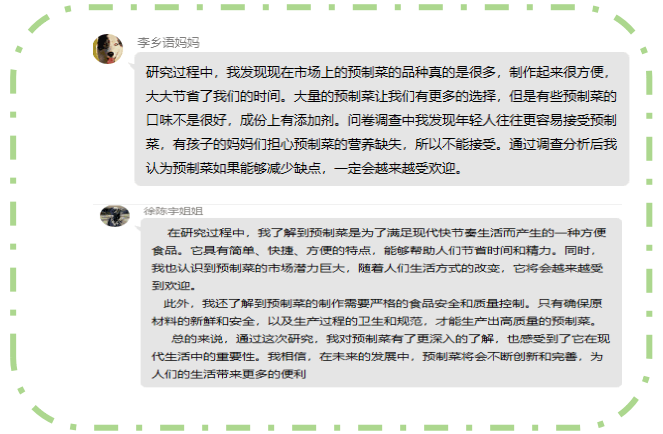 李乡语妈妈
研究过程中，我发现现在市场上的预制菜的品种真的是很多，制作起来很方便，
大大节省了我们的时间。大量的预制菜让我们有更多的选择，但是有些预制菜的
口味不是很好，成份上有添加剂。问卷调查中我发现年轻人往往更容易接受预制
菜，有孩子的妈妈们担心预制菜的营养缺失，所以不能接受。通过调查分析后我
认为预制菜如果能够减少缺点，一定会越来越受欢迎。
徐陈宇姐姐
在研究过程中，我了解到预制菜是为了满足现代快节奏生活而产生的一种方便
食品。它具有简单、快捷、方便的特点，能够帮助人们节省时间和精力。同时，
我也认识到预制菜的市场潜力巨大，随着人们生活方式的改变，它将会越来越受
到欢迎。
此外，我还了解到预制菜的制作需要严格的食品安全和质量控制。只有确保原
材料的新鲜和安全，以及生产过程的卫生和规范，才能生产出高质量的预制菜。
总的来说，通过这次研究，我对预制菜有了更深入的了解，也感受到了它在现
代生活中的重要性。我相信，在未来的发展中，预制菜将会不断创新和完善，为
人们的生活带来更多的便利